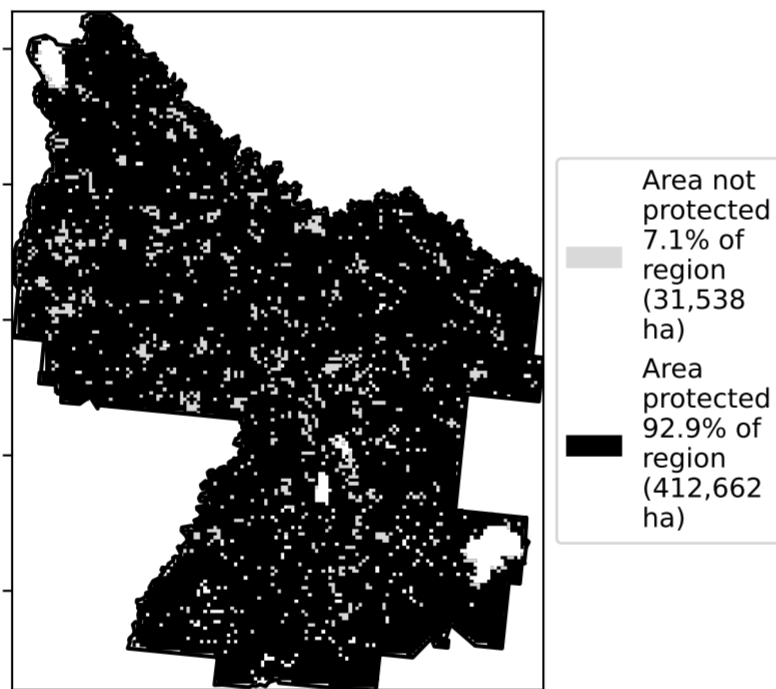 Area not
protected
7.1% of
region
(31,538
ha)
Area
protected
92.9% of
region
(412,662
ha)